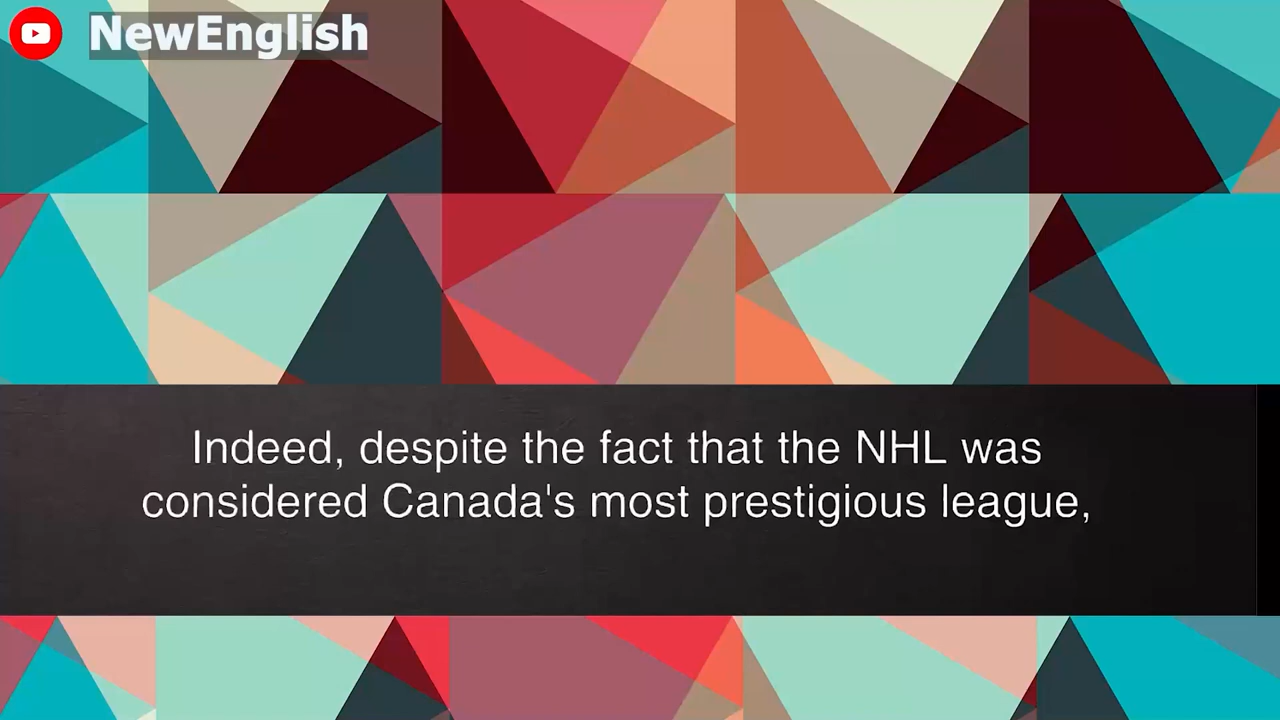 NewEnglish
Indeed, despite the fact that the NHL was
considered Canada's most prestigious league,